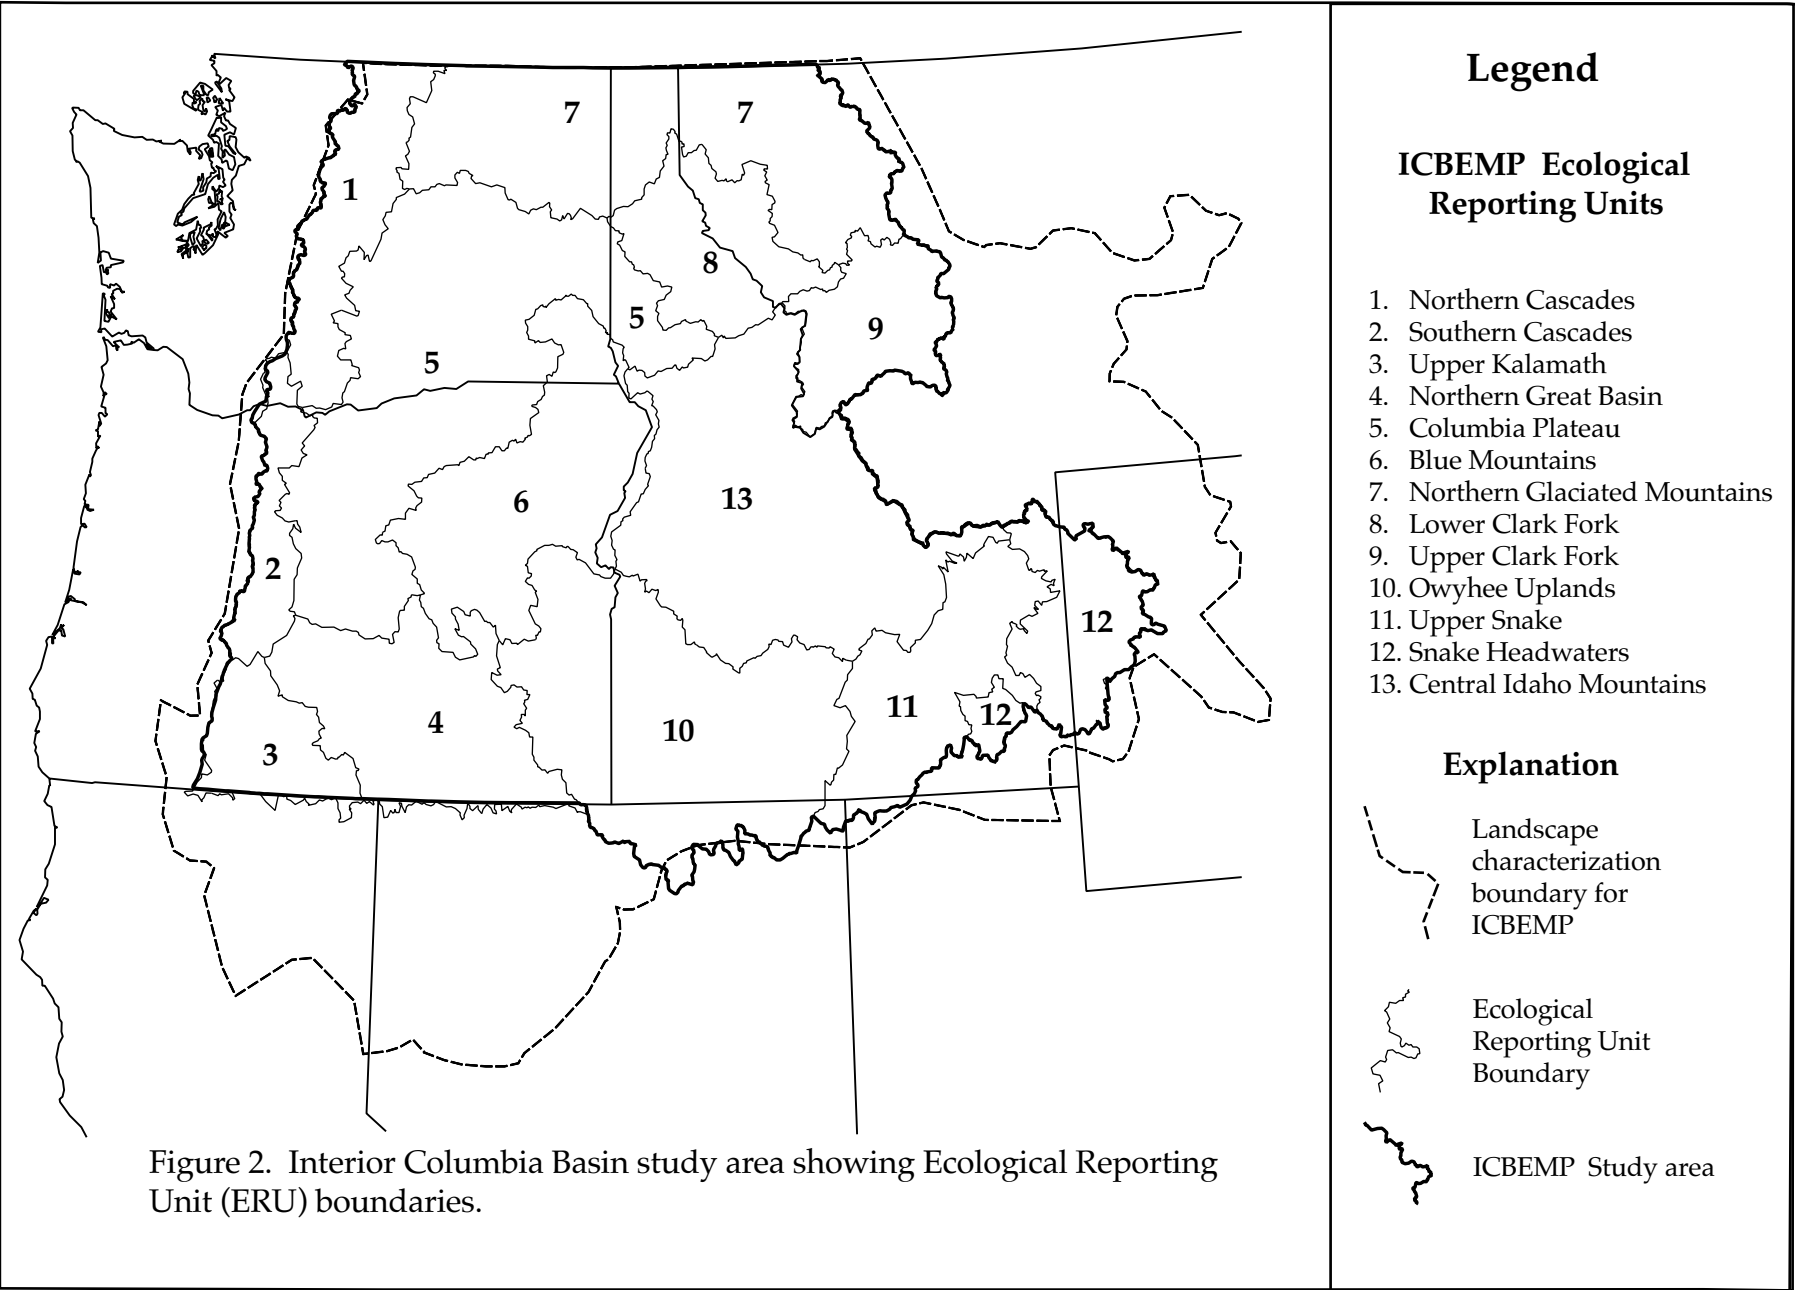 7
7
1
8
5
9
5
6
13
2
12
11
12
4
10
3
Figure 2. Interior Columbia Basin study area showing Ecological Reporting
Unit (ERU) boundaries.
Legend
ICBEMP Ecological
Reporting Units
1. Northern Cascades
2. Southern Cascades
3. Upper Kalamath
4. Northern Great Basin
5. Columbia Plateau
6. Blue Mountains
7. Northern Glaciated Mountains
8. Lower Clark Fork
9. Upper Clark Fork
10. Owyhee Uplands
11. Upper Snake
12. Snake Headwaters
13. Central Idaho Mountains
Explanation
Landscape
characterization
boundary for
ICBEMP
Ecological
Reporting Unit
Boundary
ICBEMP Study area